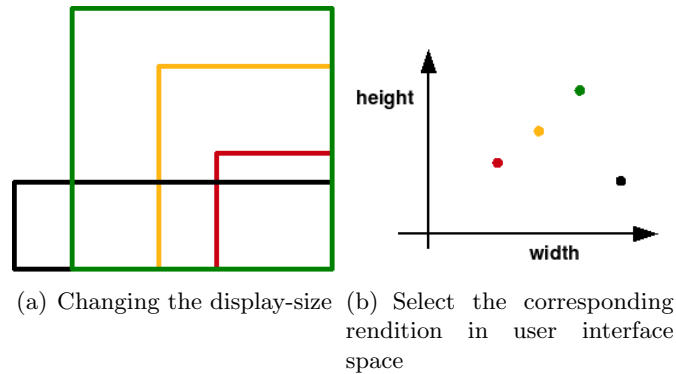 height
width
(a) Changing the display-size
(b) Select the corresponding
rendition in user interface
space